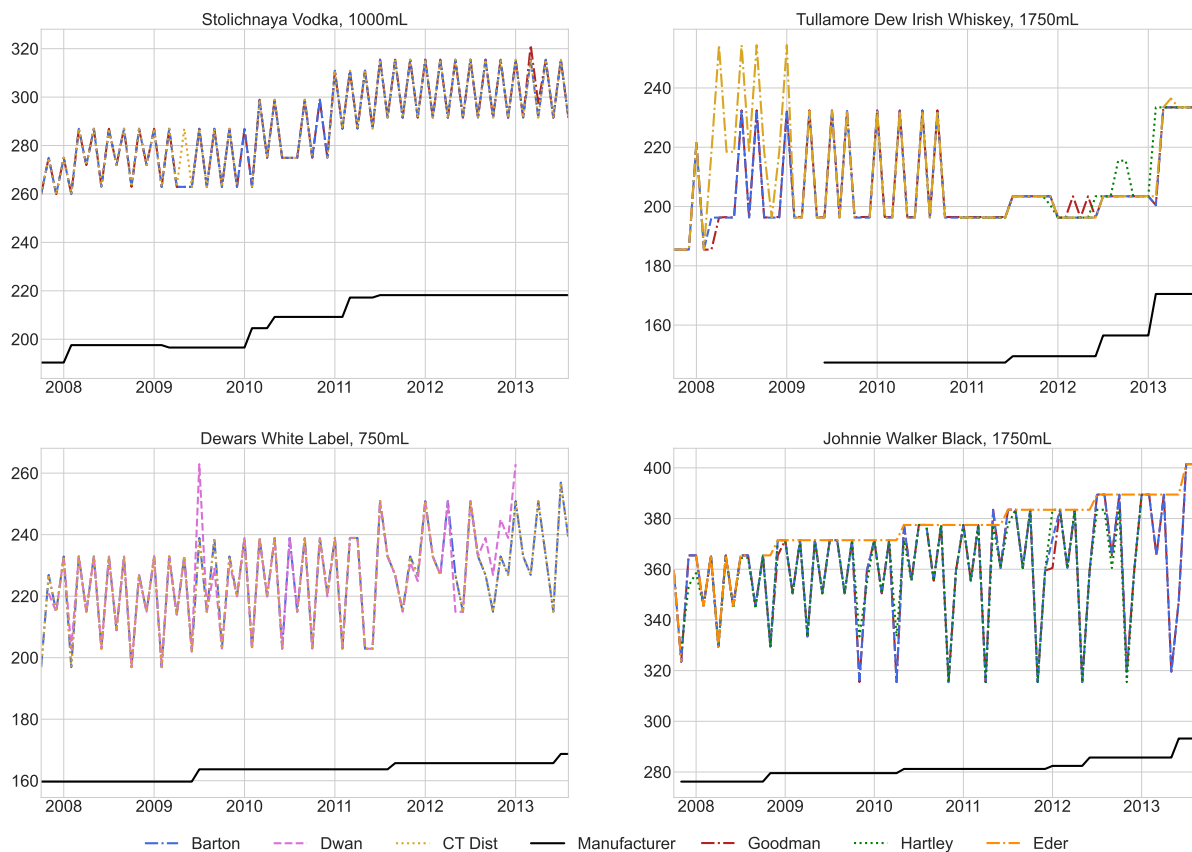 Stolichnaya Vodka, 1000mL
320
300
280
260
240
220
200
2008 2009 2010 2011 2012 2013
Tullamore Dew Irish Whiskey, 1750mL
240
220
200
180
160
2008 2009 2010 2011 2012 2013
Dewars White Label, 750mL
260
240
220
200
180
160
2008 2009 2010 2011 2012 2013
Johnnie Walker Black, 1750mL
400
380
360
340
320
300
280
2008 2009 2010 2011 2012 2013
Barton Dwan CT Dist Manufacturer Goodman Hartley Eder